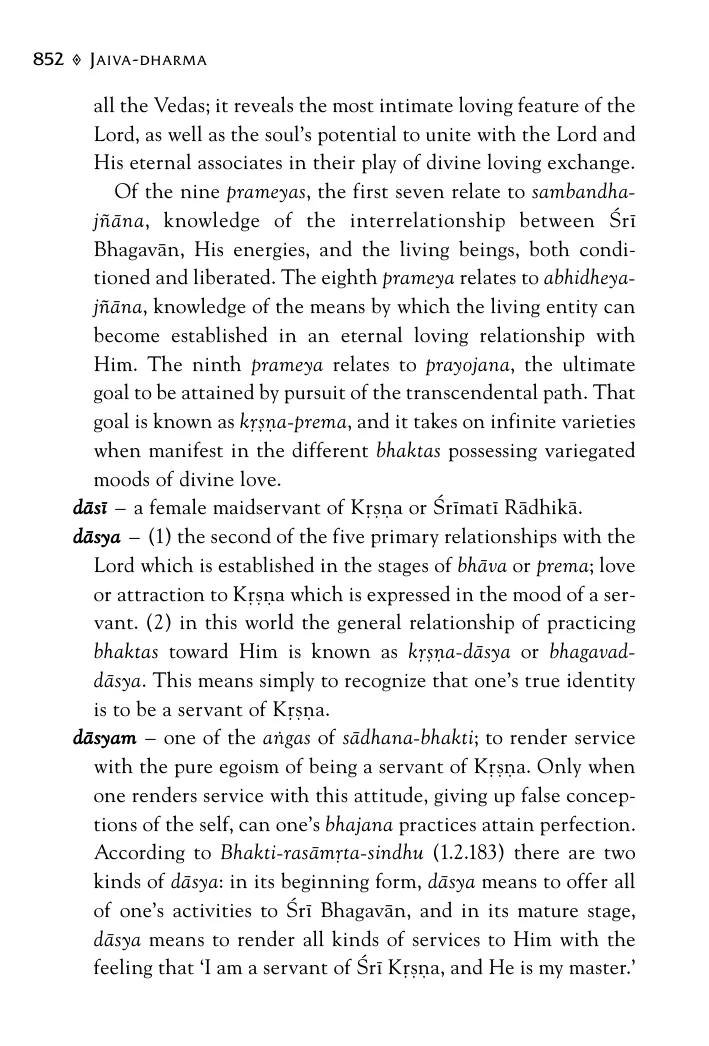 852 ◊ JAIVA-DHARMA
all the Vedas; it reveals the most intimate loving feature of the
Lord, as well as the soul's potential to unite with the Lord and
His eternal associates in their play of divine loving exchange.
Of the nine prameyas, the first seven relate to sambandha-
jñāna, knowledge of the interrelationship between Śrī
Bhagavān, His energies, and the living beings, both condi-
tioned and liberated. The eighth prameya relates to abhidheya-
jñāna, knowledge of the means by which the living entity can
become established in an eternal loving relationship with
Him. The ninth prameya relates to prayojana, the ultimate
goal to be attained by pursuit of the transcendental path. That
goal is known as kṛṣṇa-prema, and it takes on infinite varieties
when manifest in the different bhaktas possessing variegated
moods of divine love.
dāsī – a female maidservant of Kṛṣṇa or Śrīmatī Rādhikā.
dāsya – (1) the second of the five primary relationships with the
Lord which is established in the stages of bhāva or prema; love
or attraction to Kṛṣṇa which is expressed in the mood of a ser-
vant. (2) in this world the general relationship of practicing
bhaktas toward Him is known as kṛṣṇa-dāsya or bhagavad-
dāsya. This means simply to recognize that one's true identity
is to be a servant of Kṛṣṇa.
dāsyam – one of the aṅgas of sādhana-bhakti; to render service
with the pure egoism of being a servant of Kṛṣṇa. Only when
one renders service with this attitude, giving up false concep-
tions of the self, can one's bhajana practices attain perfection.
According to Bhakti-rasāmṛta-sindhu (1.2.183) there are two
kinds of dāsya: in its beginning form, dāsya means to offer all
of one's activities to Śrī Bhagavān, and in its mature stage,
dāsya means to render all kinds of services to Him with the
feeling that 'I am a servant of Śrī Kṛṣṇa, and He is my master.'